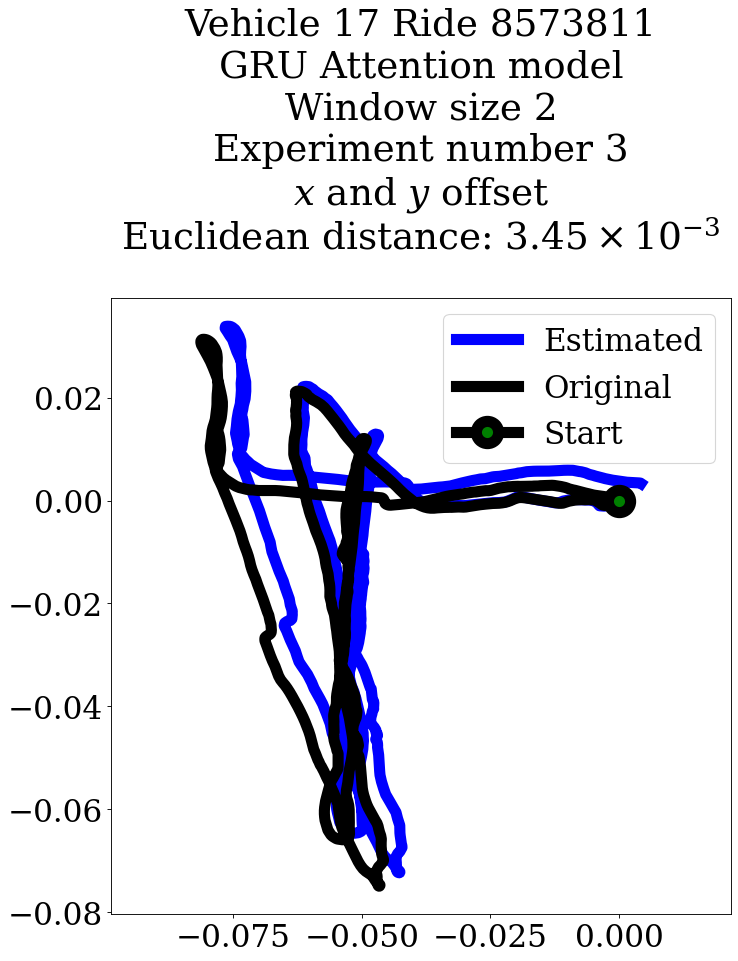 Vehicle 17 Ride 8573811
GRU Attention model
Window size 2
Experiment number 3
x and y offset
Euclidean distance: 3.45 × 10⁻³
Estimated
Original
Start
0.02
0.00
−0.02
−0.04
−0.06
−0.08
−0.075 −0.050 −0.025 0.000